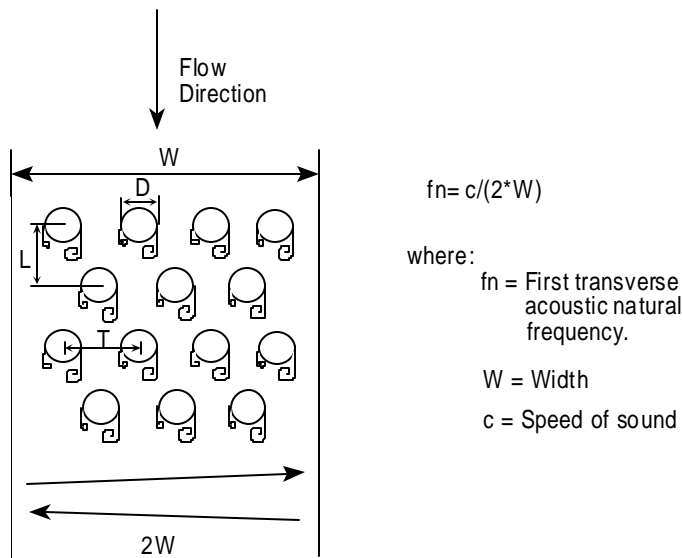 Flow
Direction
W
D
L
T
2W
fn= c/(2*W)
where:
fn = First transverse
acoustic natural
frequency.
W = Width
c = Speed of sound